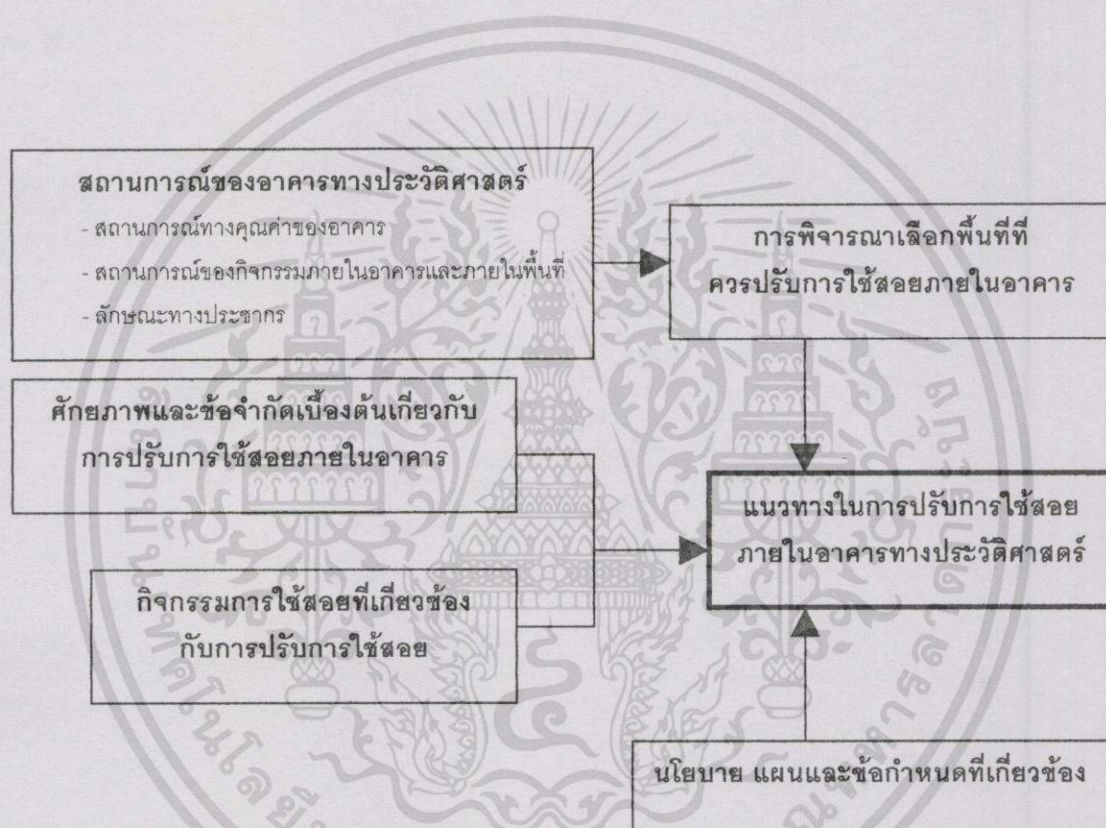 สถานการณ์ของอาคารทางประวัติศาสตร์
- สถานการณ์ทางคุณค่าของอาคาร
- สถานการณ์ของกิจกรรมภายในอาคารและภายในพื้นที่
- ลักษณะทางประชากร
การพิจารณาเลือกพื้นที่ที่
ควรปรับการใช้สอยภายในอาคาร
ศักยภาพและข้อจำกัดเบื้องต้นเกี่ยวกับ
การปรับการใช้สอยภายในอาคาร
แนวทางในการปรับการใช้สอย
ภายในอาคารทางประวัติศาสตร์
กิจกรรมการใช้สอยที่เกี่ยวข้อง
กับการปรับการใช้สอย
นโยบาย แผนและข้อกำหนดที่เกี่ยวข้อง